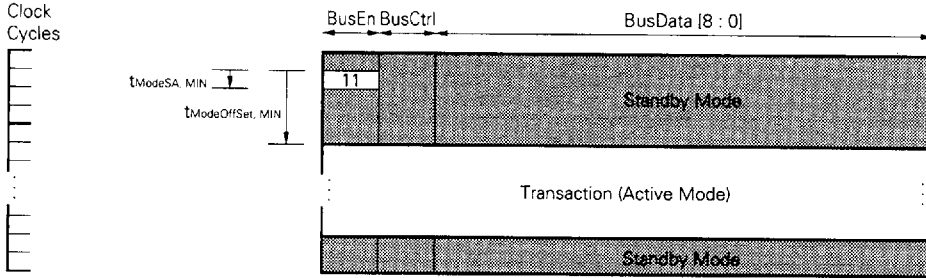 Clock
Cycles
BusEn BusCtrl BusData [8 : 0]
tModeSA, MIN
11
tModeOffSet, MIN
Standby Mode
Transaction (Active Mode)
Standby Mode